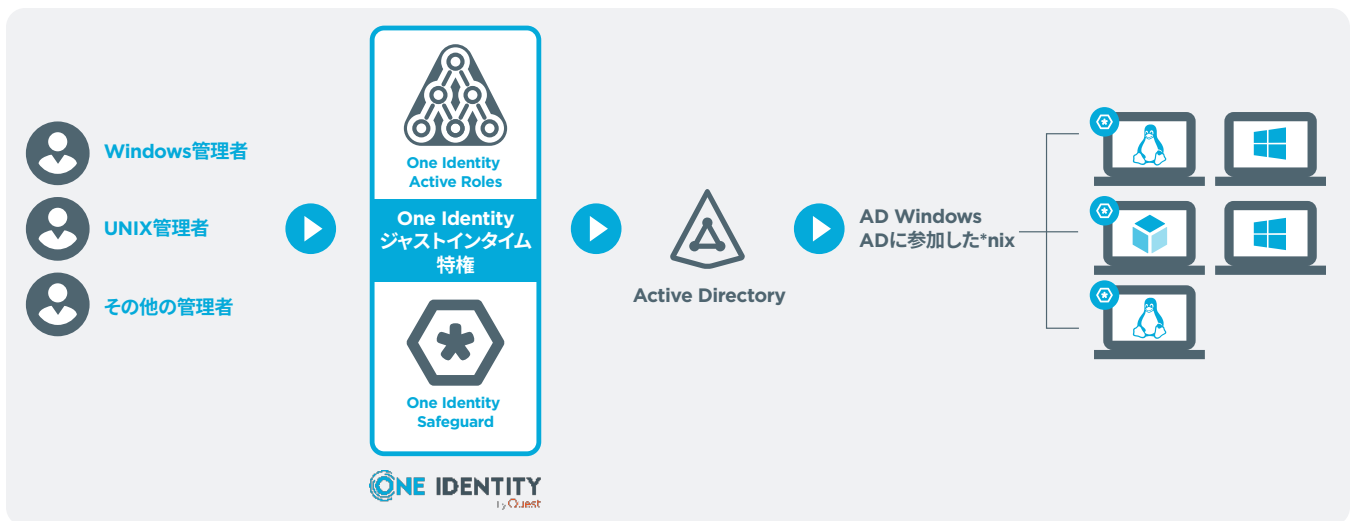 Windows管理者
UNIX管理者
その他の管理者
One Identity
Active Roles
One Identity
ジャストインタイム
特権
One Identity
Safeguard
ONE IDENTITY
by Quest
Active Directory
AD Windows
ADに参加した*nix